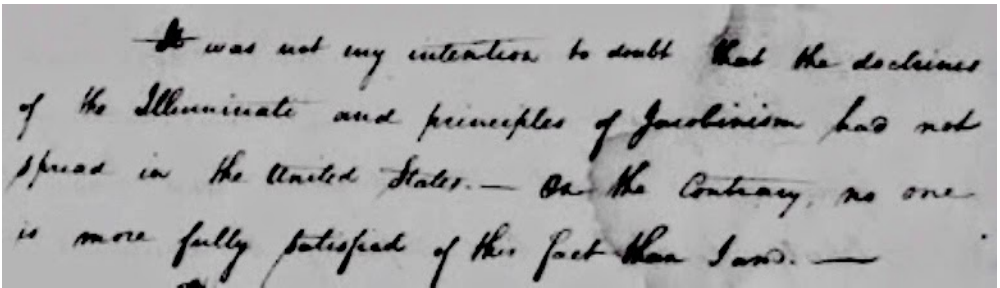 It was not my intention to doubt that the doctrines
of the Illuminati and principles of Jacobinism had not
spread in the United States. — On the Contrary, no one
is more fully satisfied of this fact than I am. —